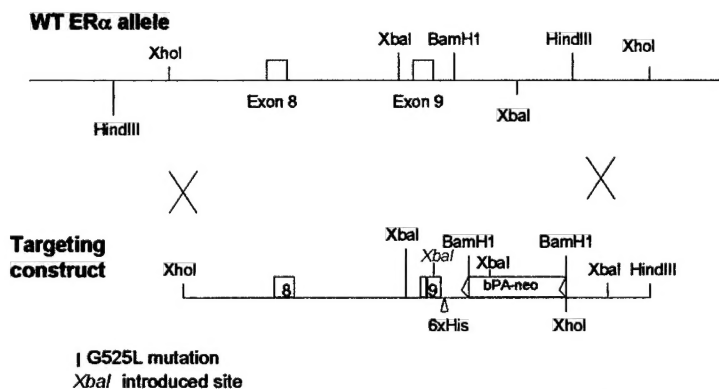 WT ERα allele
XhoI
XbaI
BamH1
HindIII
XhoI
HindIII
Exon 8
Exon 9
XbaI
Targeting construct
XhoI
XbaI
XbaI
BamH1
XbaI
BamH1
XbaI
HindIII
8
9
bPA-neo
6xHis
XhoI
| G525L mutation
XbaI introduced site